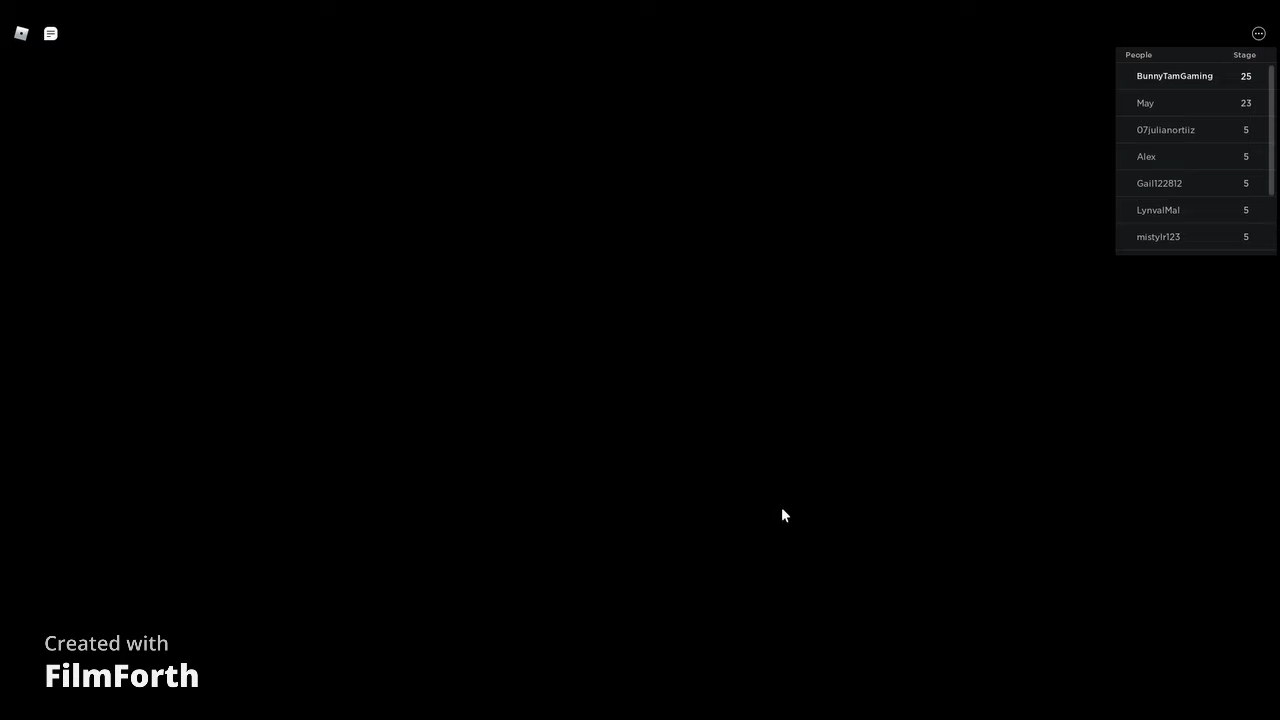 People Stage
BunnyTamGaming 25
May 23
07julianortiiz 5
Alex 5
Gail122812 5
LynvalMal 5
mistylr123 5
Created with
FilmForth